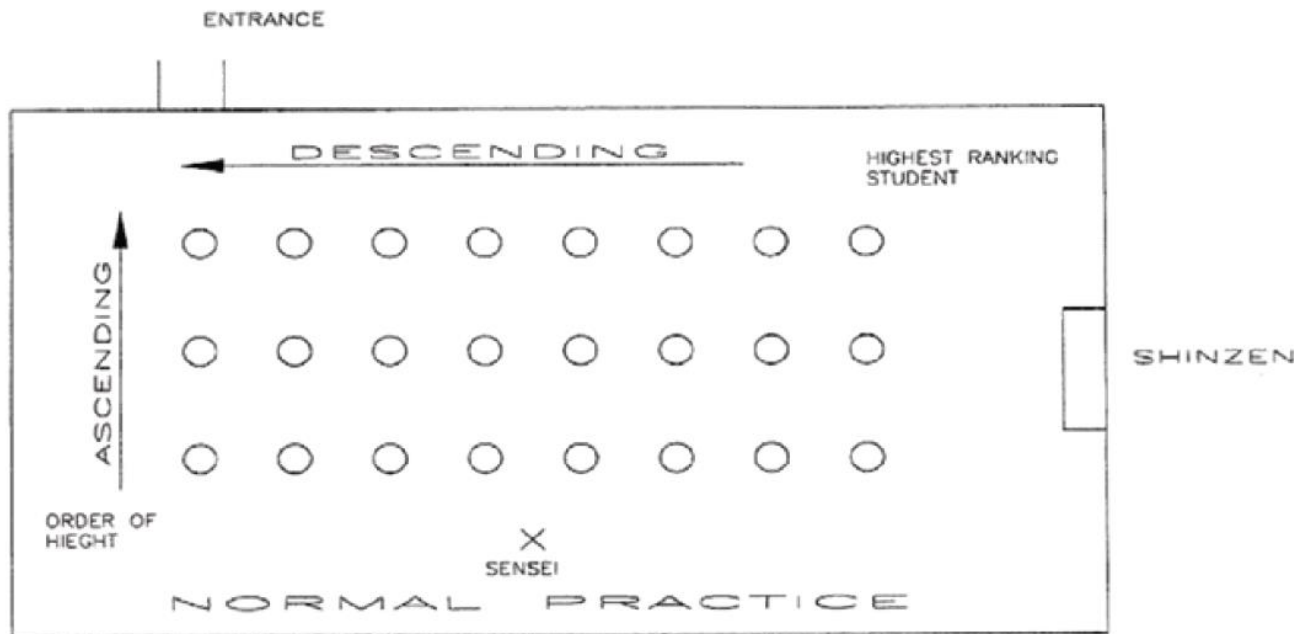 ENTRANCE
DESCENDING
HIGHEST RANKING
STUDENT
ASCENDING
SHINZEN
ORDER OF
HIEGHT
X
SENSEI
NORMAL PRACTICE